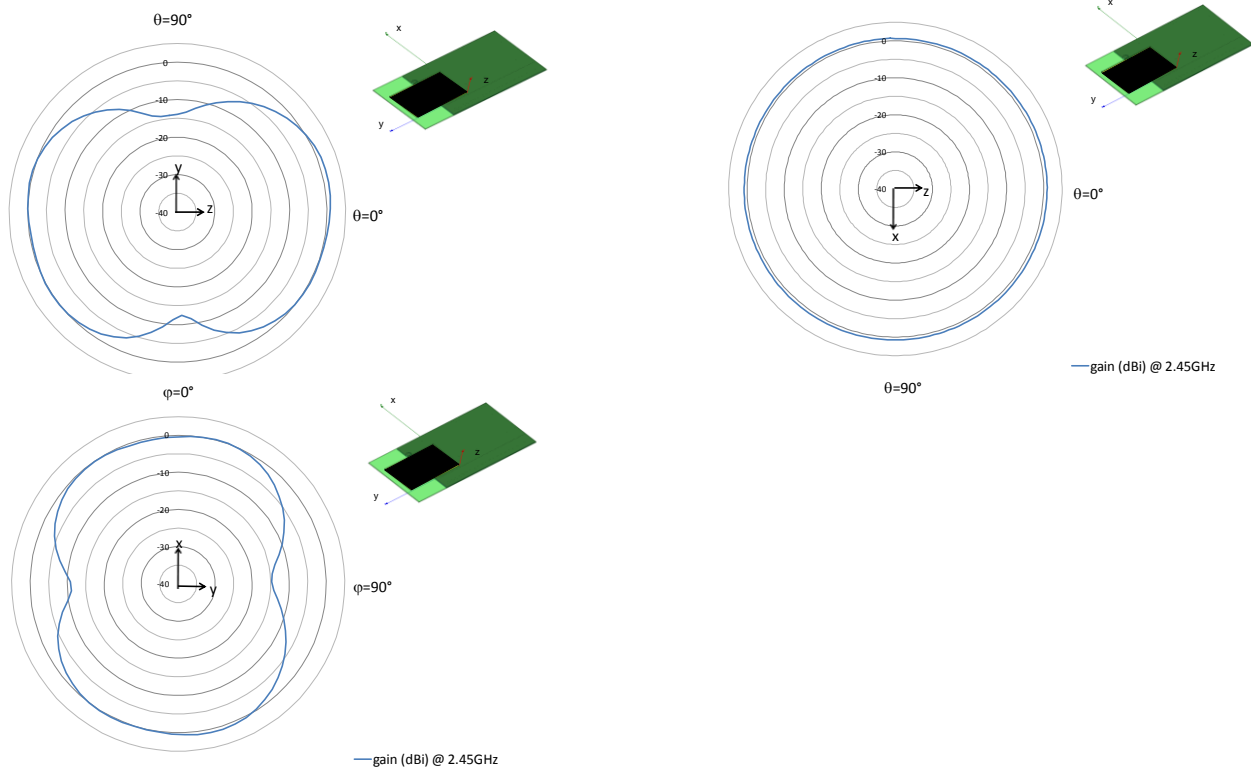 θ=90°
x
0
z
-10
y
-20
-30
y
z
-40
θ=0°
x
0
z
-10
y
-20
-30
-40
z
θ=0°
x
gain (dBi) @ 2.45GHz
θ=90°
φ=0°
x
0
z
-10
y
-20
-30
x
-40
y
φ=90°
gain (dBi) @ 2.45GHz